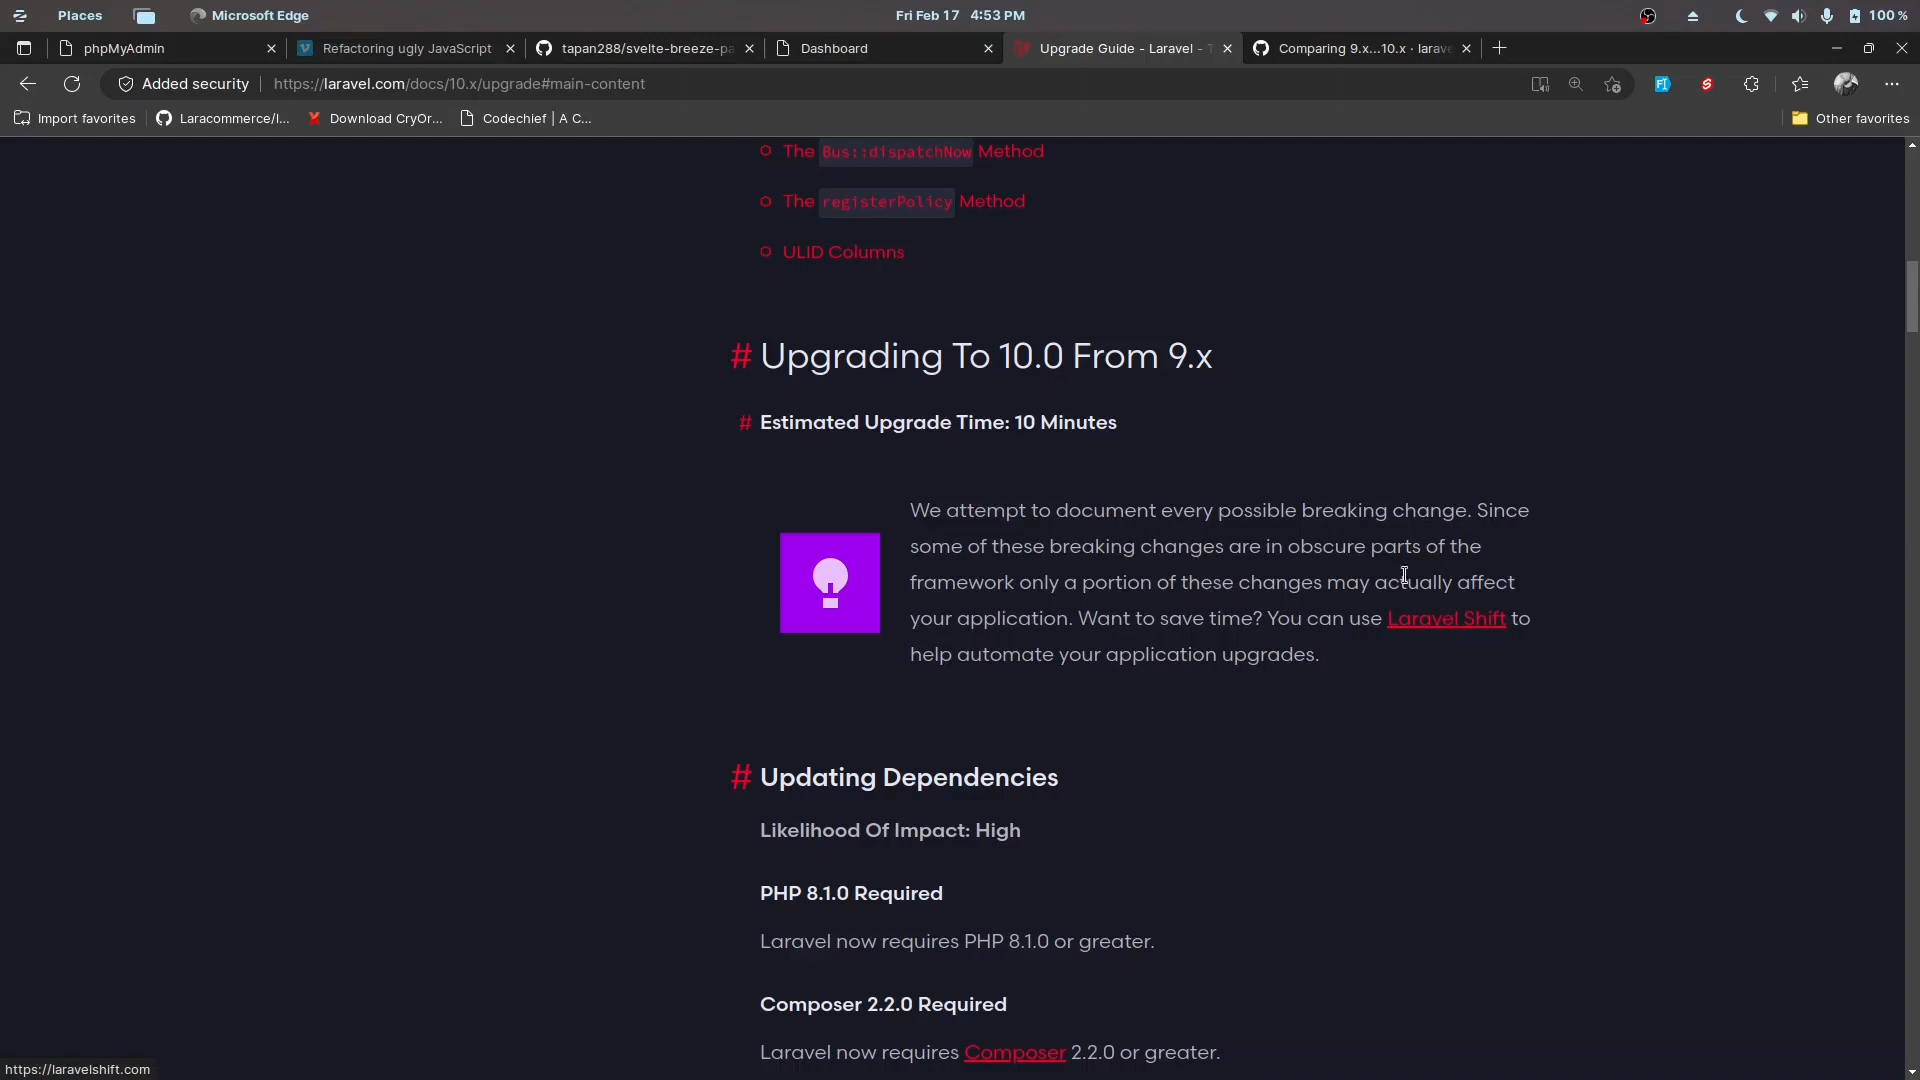 Places
Microsoft Edge
Fri Feb 17 4:53 PM
100 %
phpMyAdmin
Refactoring ugly JavaScript
tapan288/svelte-breeze-pa
Dashboard
Upgrade Guide - Laravel - T
Comparing 9.x...10.x · larave
Added security
https://laravel.com/docs/10.x/upgrade#main-content
Import favorites
Laracommerce/l...
Download CryOr...
Codechief | A C...
Other favorites
The Bus::dispatchNow Method
The registerPolicy Method
ULID Columns
# Upgrading To 10.0 From 9.x
# Estimated Upgrade Time: 10 Minutes
We attempt to document every possible breaking change. Since
some of these breaking changes are in obscure parts of the
framework only a portion of these changes may actually affect
your application. Want to save time? You can use Laravel Shift to
help automate your application upgrades.
# Updating Dependencies
Likelihood Of Impact: High
PHP 8.1.0 Required
Laravel now requires PHP 8.1.0 or greater.
Composer 2.2.0 Required
Laravel now requires Composer 2.2.0 or greater.
https://laravelshift.com